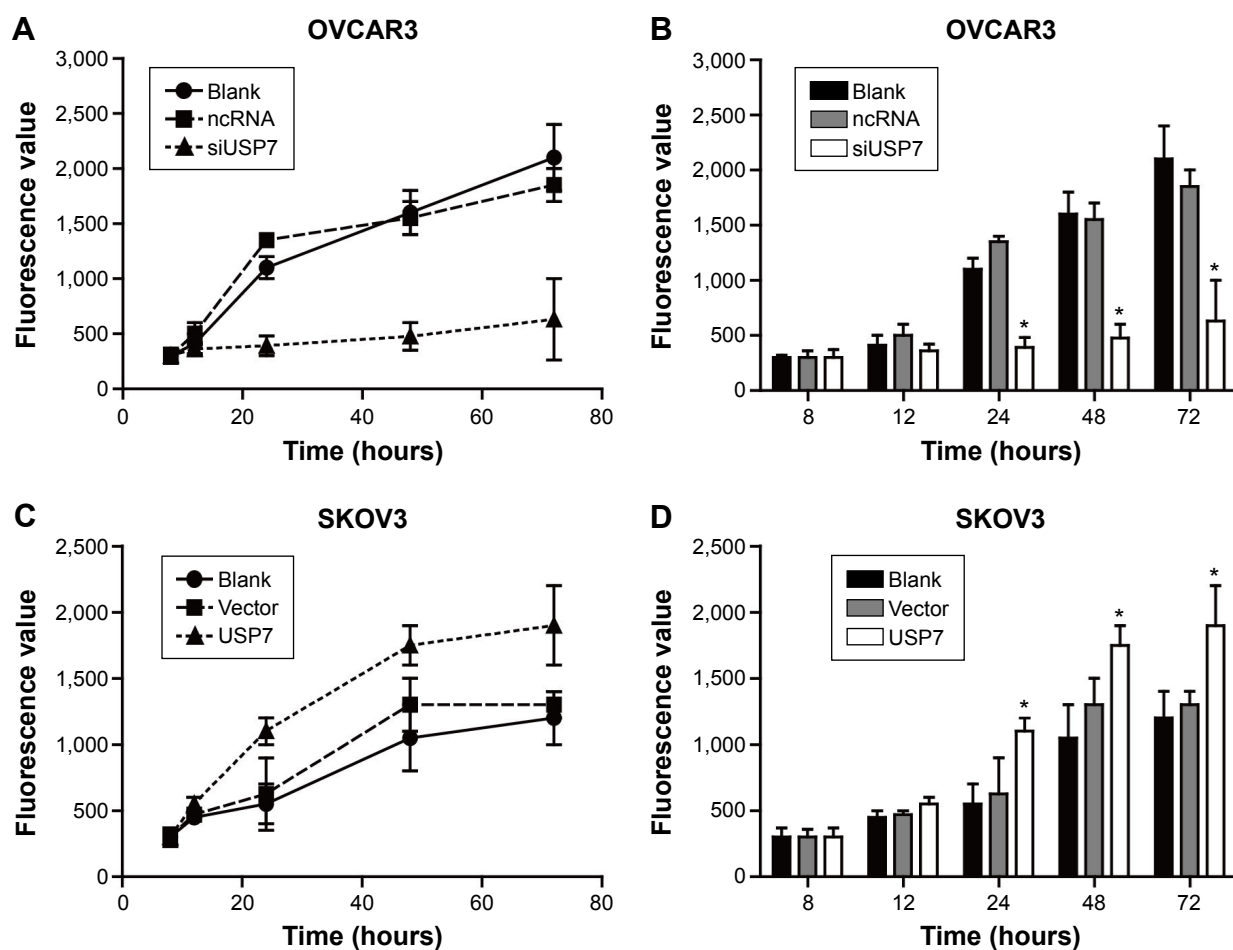 A
OVCAR3
3,000
2,500
2,000
1,500
1,000
500
0
Fluorescence value
Blank
ncRNA
siUSP7
0
20
40
60
80
Time (hours)
B
OVCAR3
3,000
2,500
2,000
1,500
1,000
500
0
Fluorescence value
Blank
ncRNA
siUSP7
*
*
*
8
12
24
48
72
Time (hours)
C
SKOV3
2,500
2,000
1,500
1,000
500
0
Fluorescence value
Blank
Vector
USP7
0
20
40
60
80
Time (hours)
D
SKOV3
2,500
2,000
1,500
1,000
500
0
Fluorescence value
Blank
Vector
USP7
*
*
*
8
12
24
48
72
Time (hours)